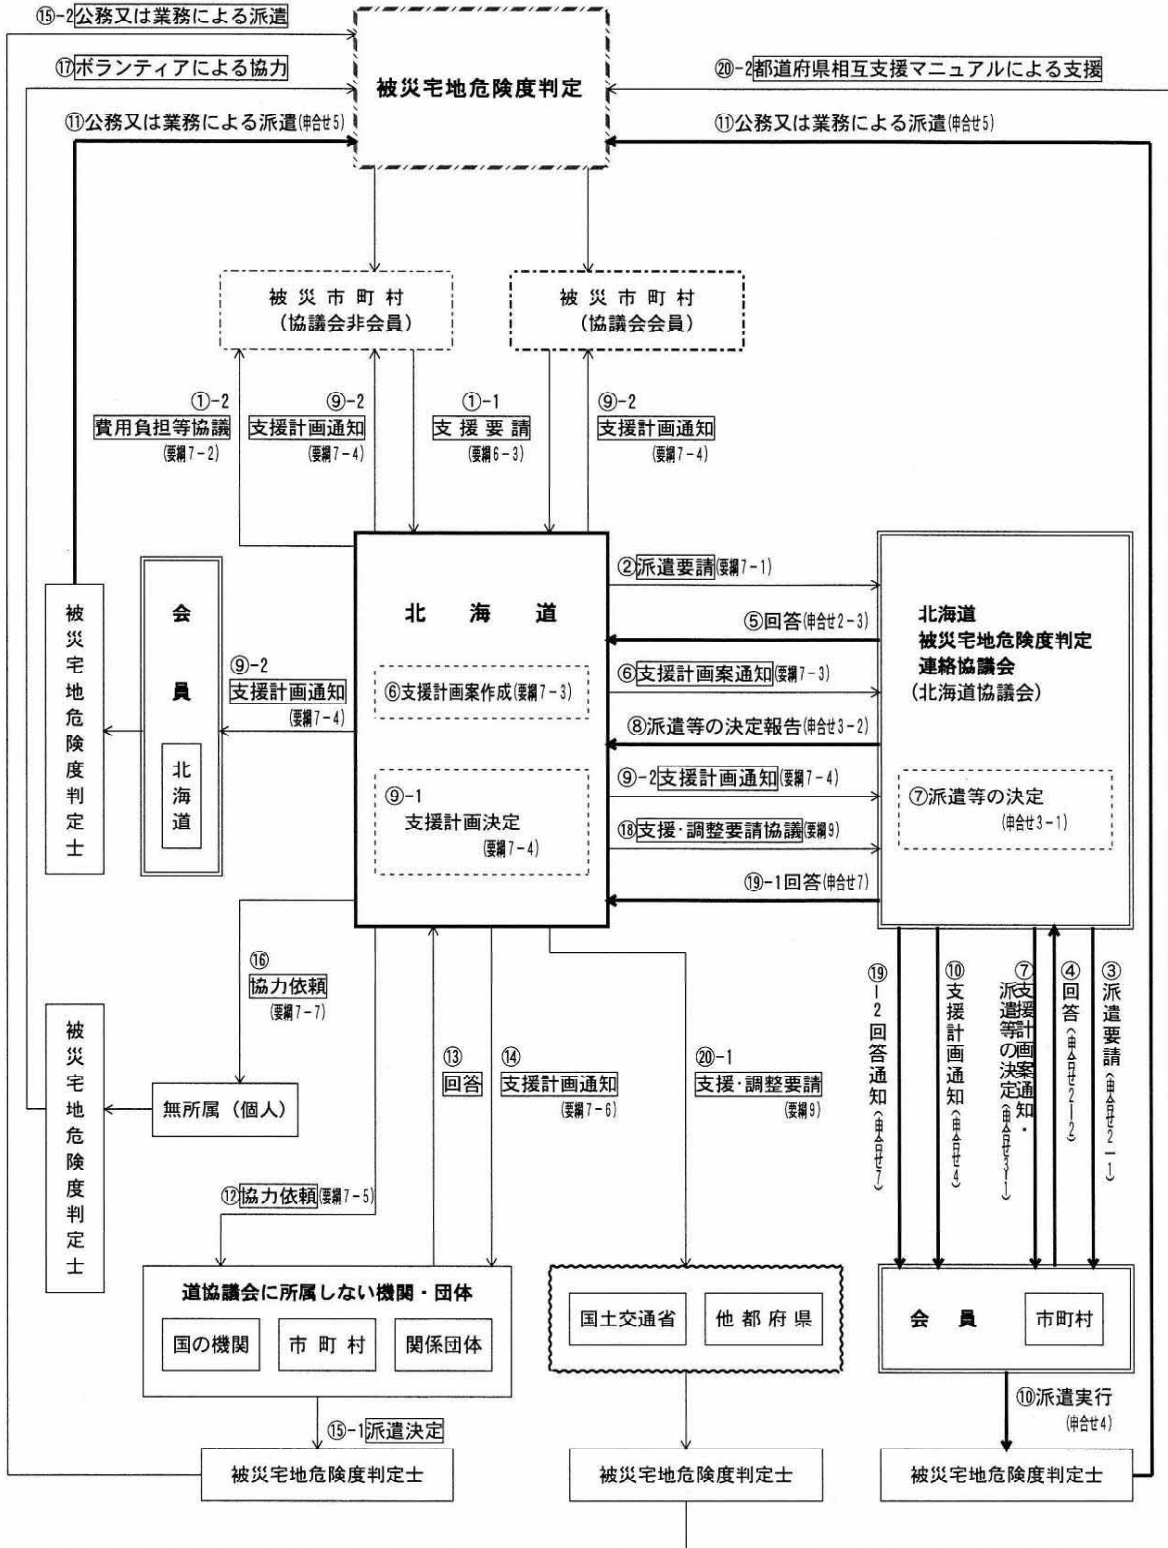 ⑮-2公務又は業務による派遣
⑰ボランティアによる協力
⑳-2都道府県相互支援マニュアルによる支援
被災宅地危険度判定
⑪公務又は業務による派遣(申合せ5)
⑪公務又は業務による派遣(申合せ5)
被災市町村
(協議会非会員)
被災市町村
(協議会会員)
①-2
費用負担等協議
(要綱7-2)
⑨-2
支援計画通知
(要綱7-4)
①-1
支援要請
(要綱6-3)
⑨-2
支援計画通知
(要綱7-4)
被災宅地危険度判定士
会員
北海道
⑨-2
支援計画通知
(要綱7-4)
北海道
⑥支援計画案作成(要綱7-3)
⑨-1
支援計画決定
(要綱7-4)
②派遣要請(要綱7-1)
⑤回答(申合せ2-3)
⑥支援計画案通知(要綱7-3)
⑧派遣等の決定報告(申合せ3-2)
⑨-2支援計画通知(要綱7-4)
⑱支援・調整要請協議(要綱9)
⑲-1回答(申合せ7)
北海道
被災宅地危険度判定
連絡協議会
(北海道協議会)
⑦派遣等の決定
(申合せ3-1)
被災宅地危険度判定士
⑯
協力依頼
(要綱7-7)
無所属(個人)
⑫協力依頼(要綱7-5)
⑬
回答
⑭
支援計画通知
(要綱7-6)
⑳-1
支援・調整要請
(要綱9)
⑲-2回答通知(申合せ7)
⑩支援計画通知(申合せ4)
⑦支援計画案通知・
派遣等の決定(申合せ3-1)
④回答(申合せ2-2)
③派遣要請(申合せ2-1)
道協議会に所属しない機関・団体
国の機関
市町村
関係団体
国土交通省
他都府県
会員
市町村
⑮-1派遣決定
⑩派遣実行
(申合せ4)
被災宅地危険度判定士
被災宅地危険度判定士
被災宅地危険度判定士